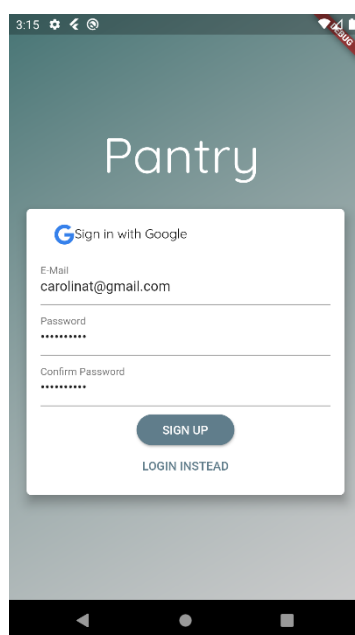 3:15
DEBUG
Pantry
Sign in with Google
E-Mail
carolinat@gmail.com
Password
••••••••••
Confirm Password
••••••••••
SIGN UP
LOGIN INSTEAD